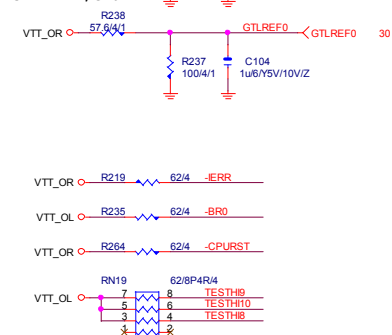 R238
VTT_OR 57.6/4/1 GTLREF0 GTLREF0 30
R237 C104
100/4/1 1u/6/Y5V/10V/Z
VTT_OR R219 62/4 -IERR
VTT_OL R235 62/4 -BR0
VTT_OR R264 62/4 -CPURST
RN19 62/8P4R/4
VTT_OL 7 8 TESTHI9
5 6 TESTHI10
3 4 TESTHI8
1 2